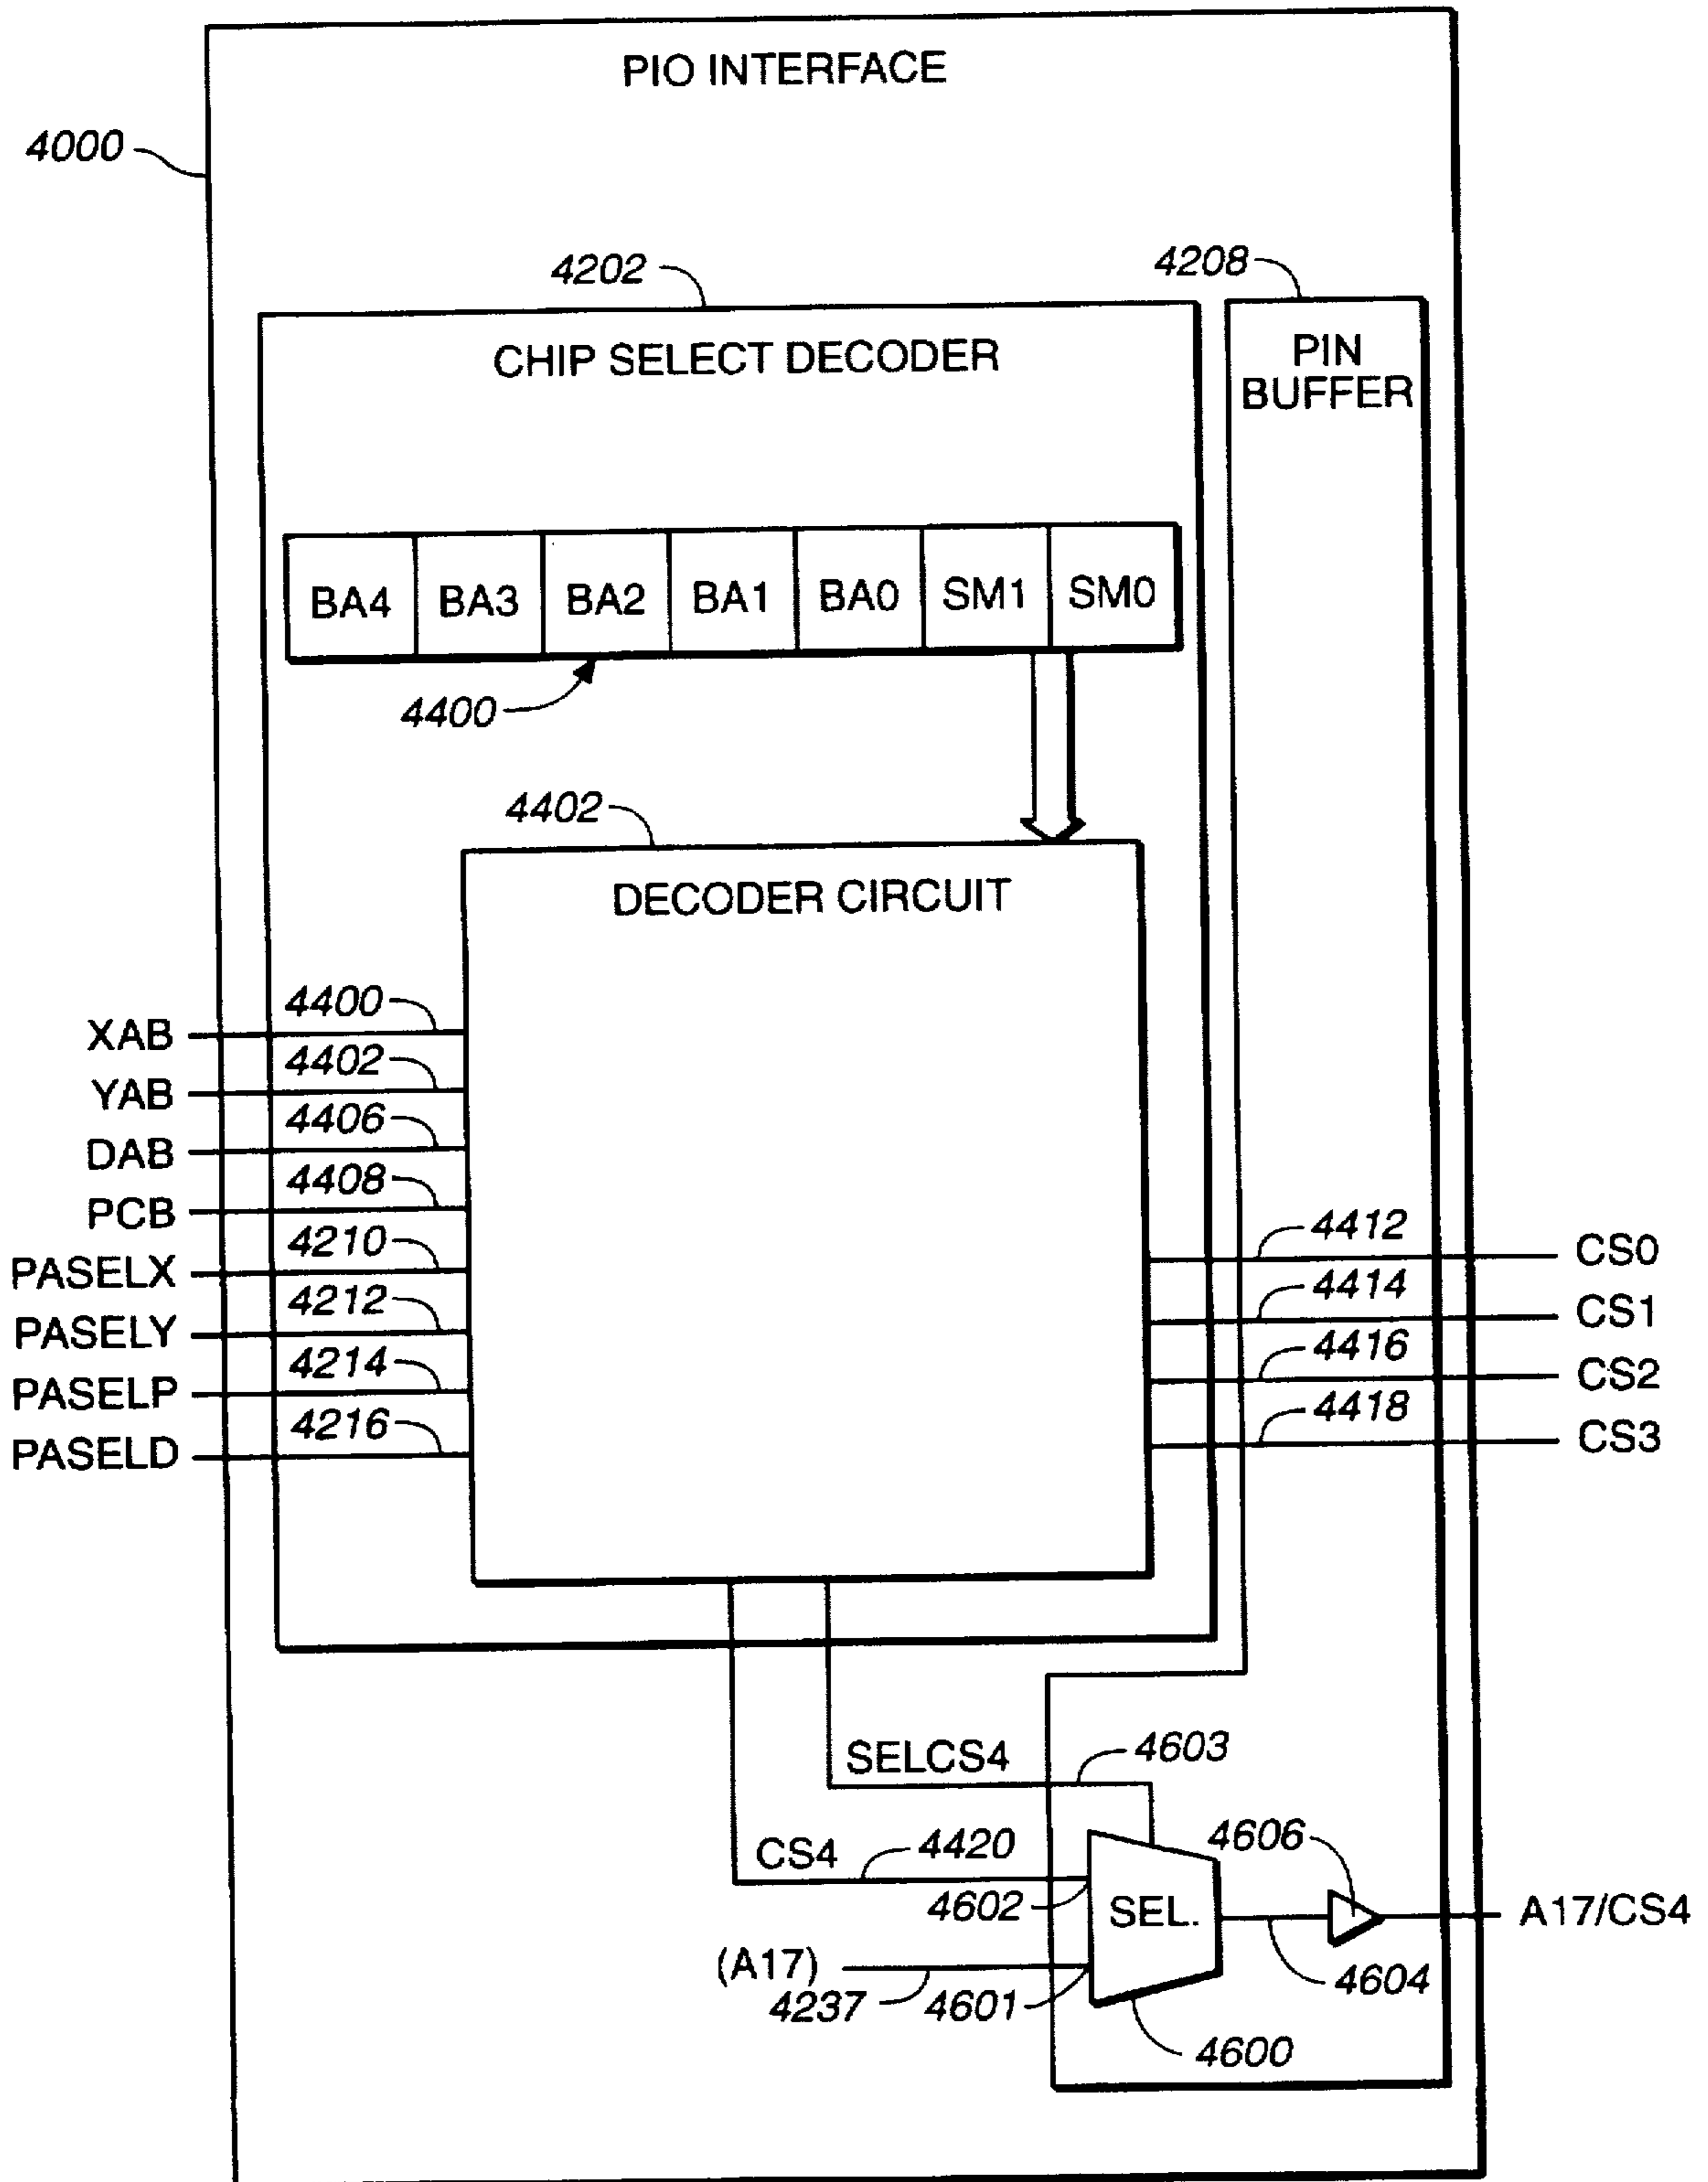 PIO INTERFACE
4000
4202
4208
CHIP SELECT DECODER
PIN
BUFFER
BA4 BA3 BA2 BA1 BA0 SM1 SM0
4400
4402
DECODER CIRCUIT
XAB 4400
YAB 4402
DAB 4406
PCB 4408
PASELX 4210
PASELY 4212
PASELP 4214
PASELD 4216
4412 CS0
4414 CS1
4416 CS2
4418 CS3
SELCS4 4603
CS4 4420
4606
4602
SEL.
A17/CS4
(A17)
4237
4601
4604
4600